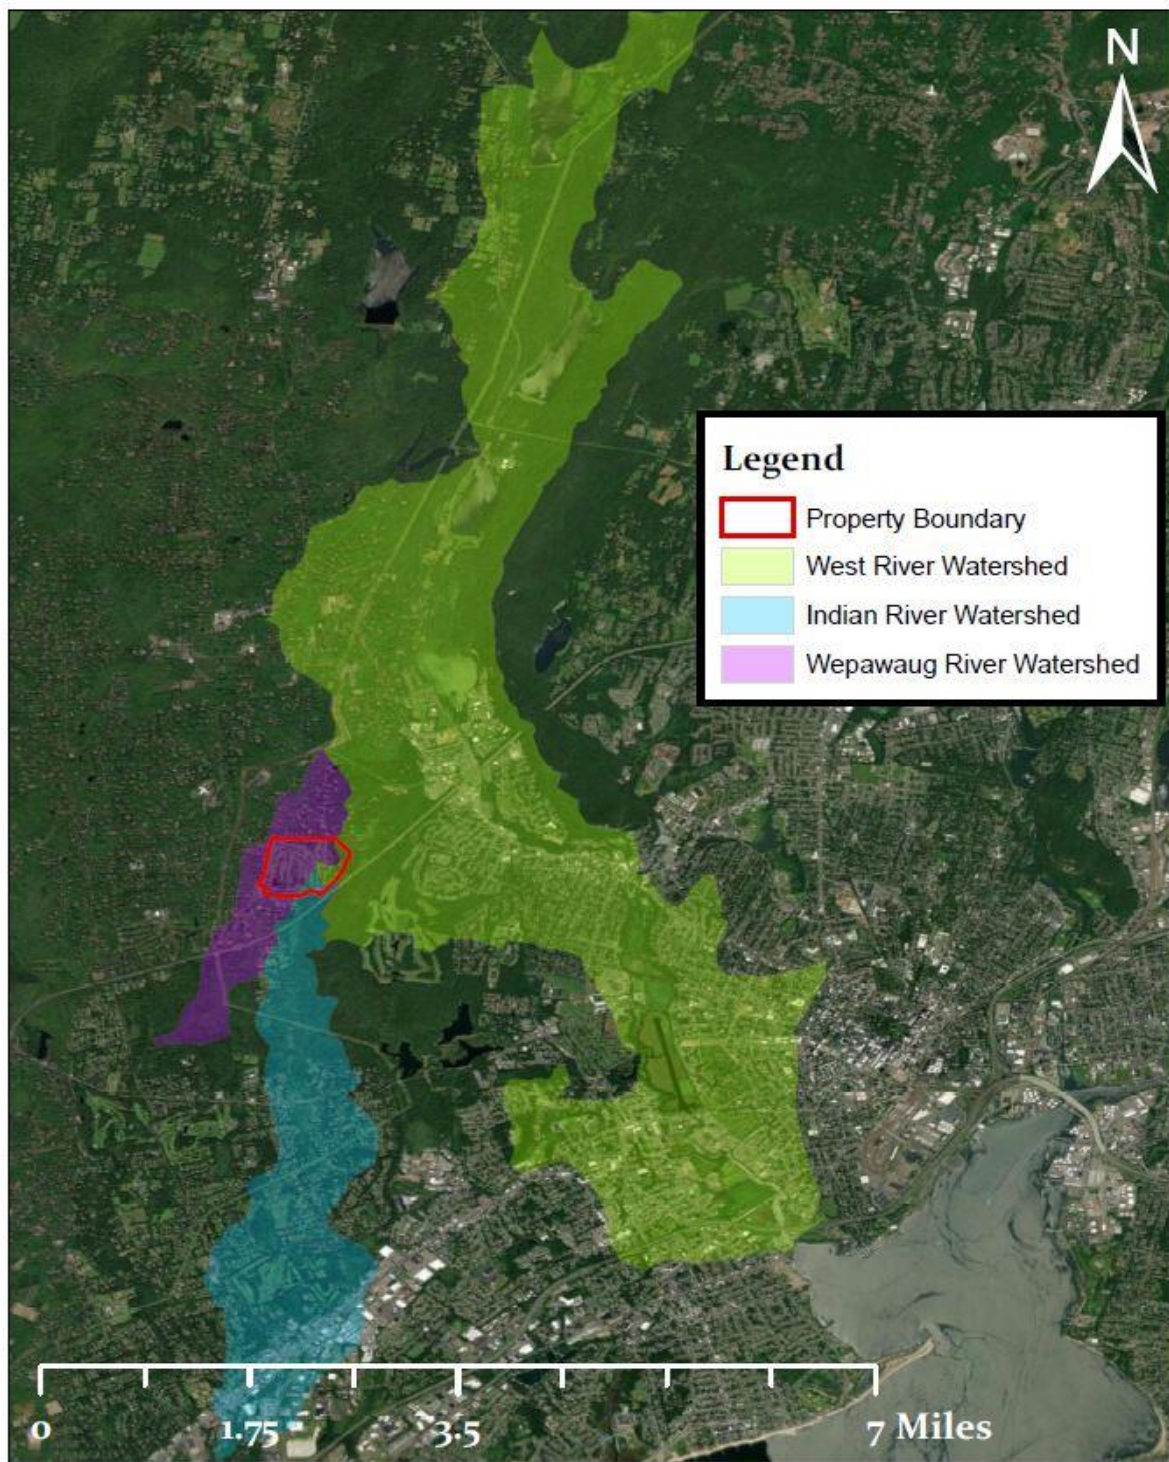 N
Legend
Property Boundary
West River Watershed
Indian River Watershed
Wepawaug River Watershed
0 1.75 3.5 7 Miles